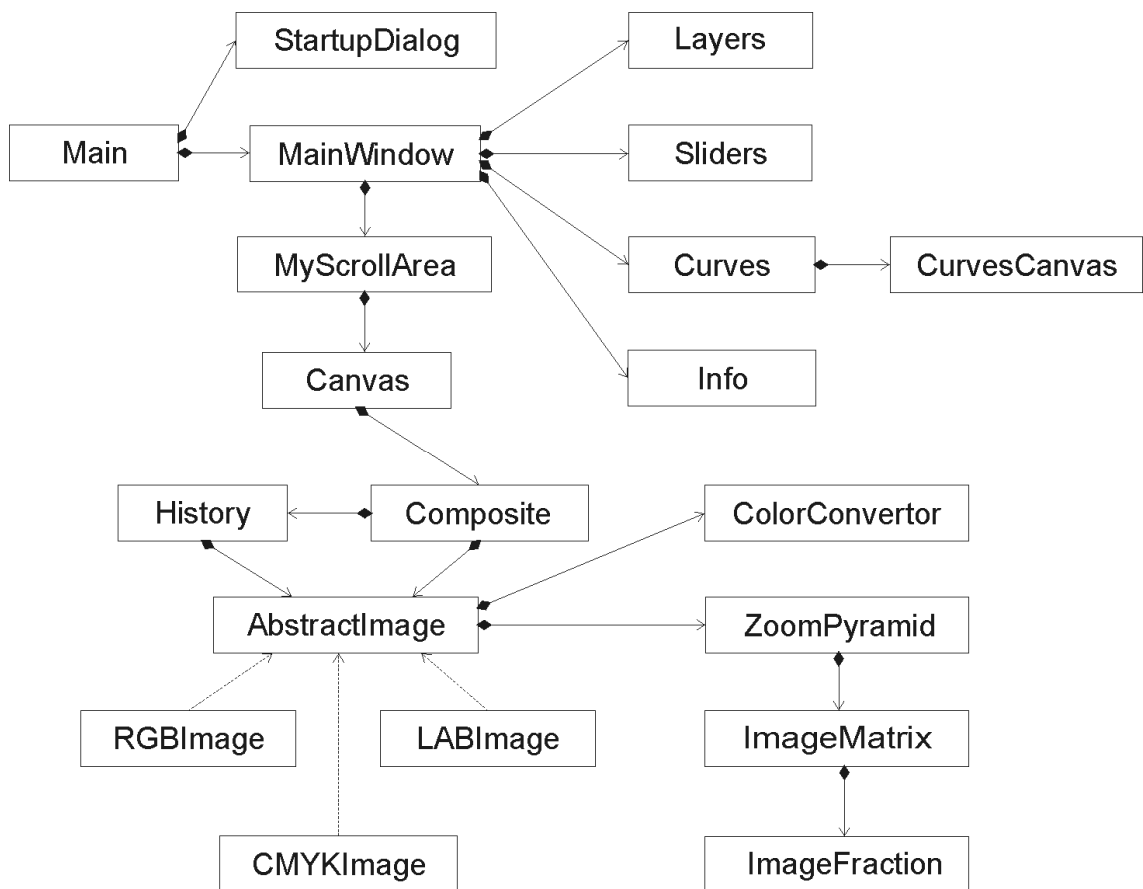 StartupDialog
Layers
Main
MainWindow
Sliders
MyScrollArea
Curves
CurvesCanvas
Canvas
Info
History
Composite
ColorConvertor
AbstractImage
ZoomPyramid
RGBImage
LABImage
ImageMatrix
CMYKImage
ImageFraction